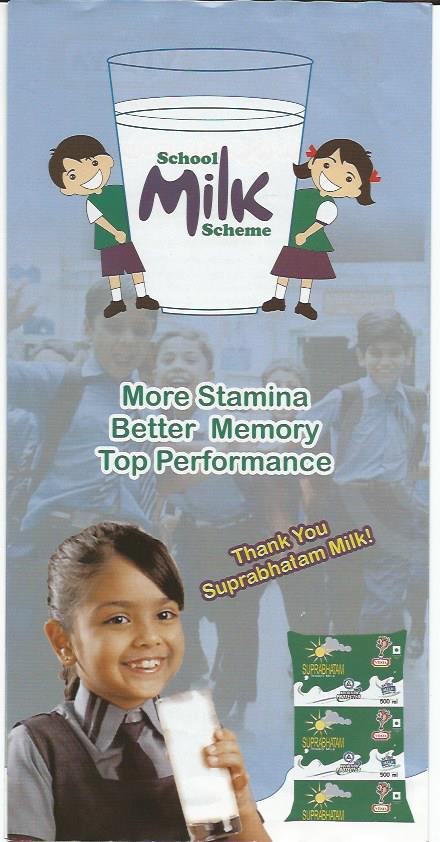 School
Milk
Scheme
More Stamina
Better Memory
Top Performance
Thank You
Suprabhatam Milk!
SUPRABHATAM
500 ml
SUPRABHATAM
500 ml
SUPRABHATAM